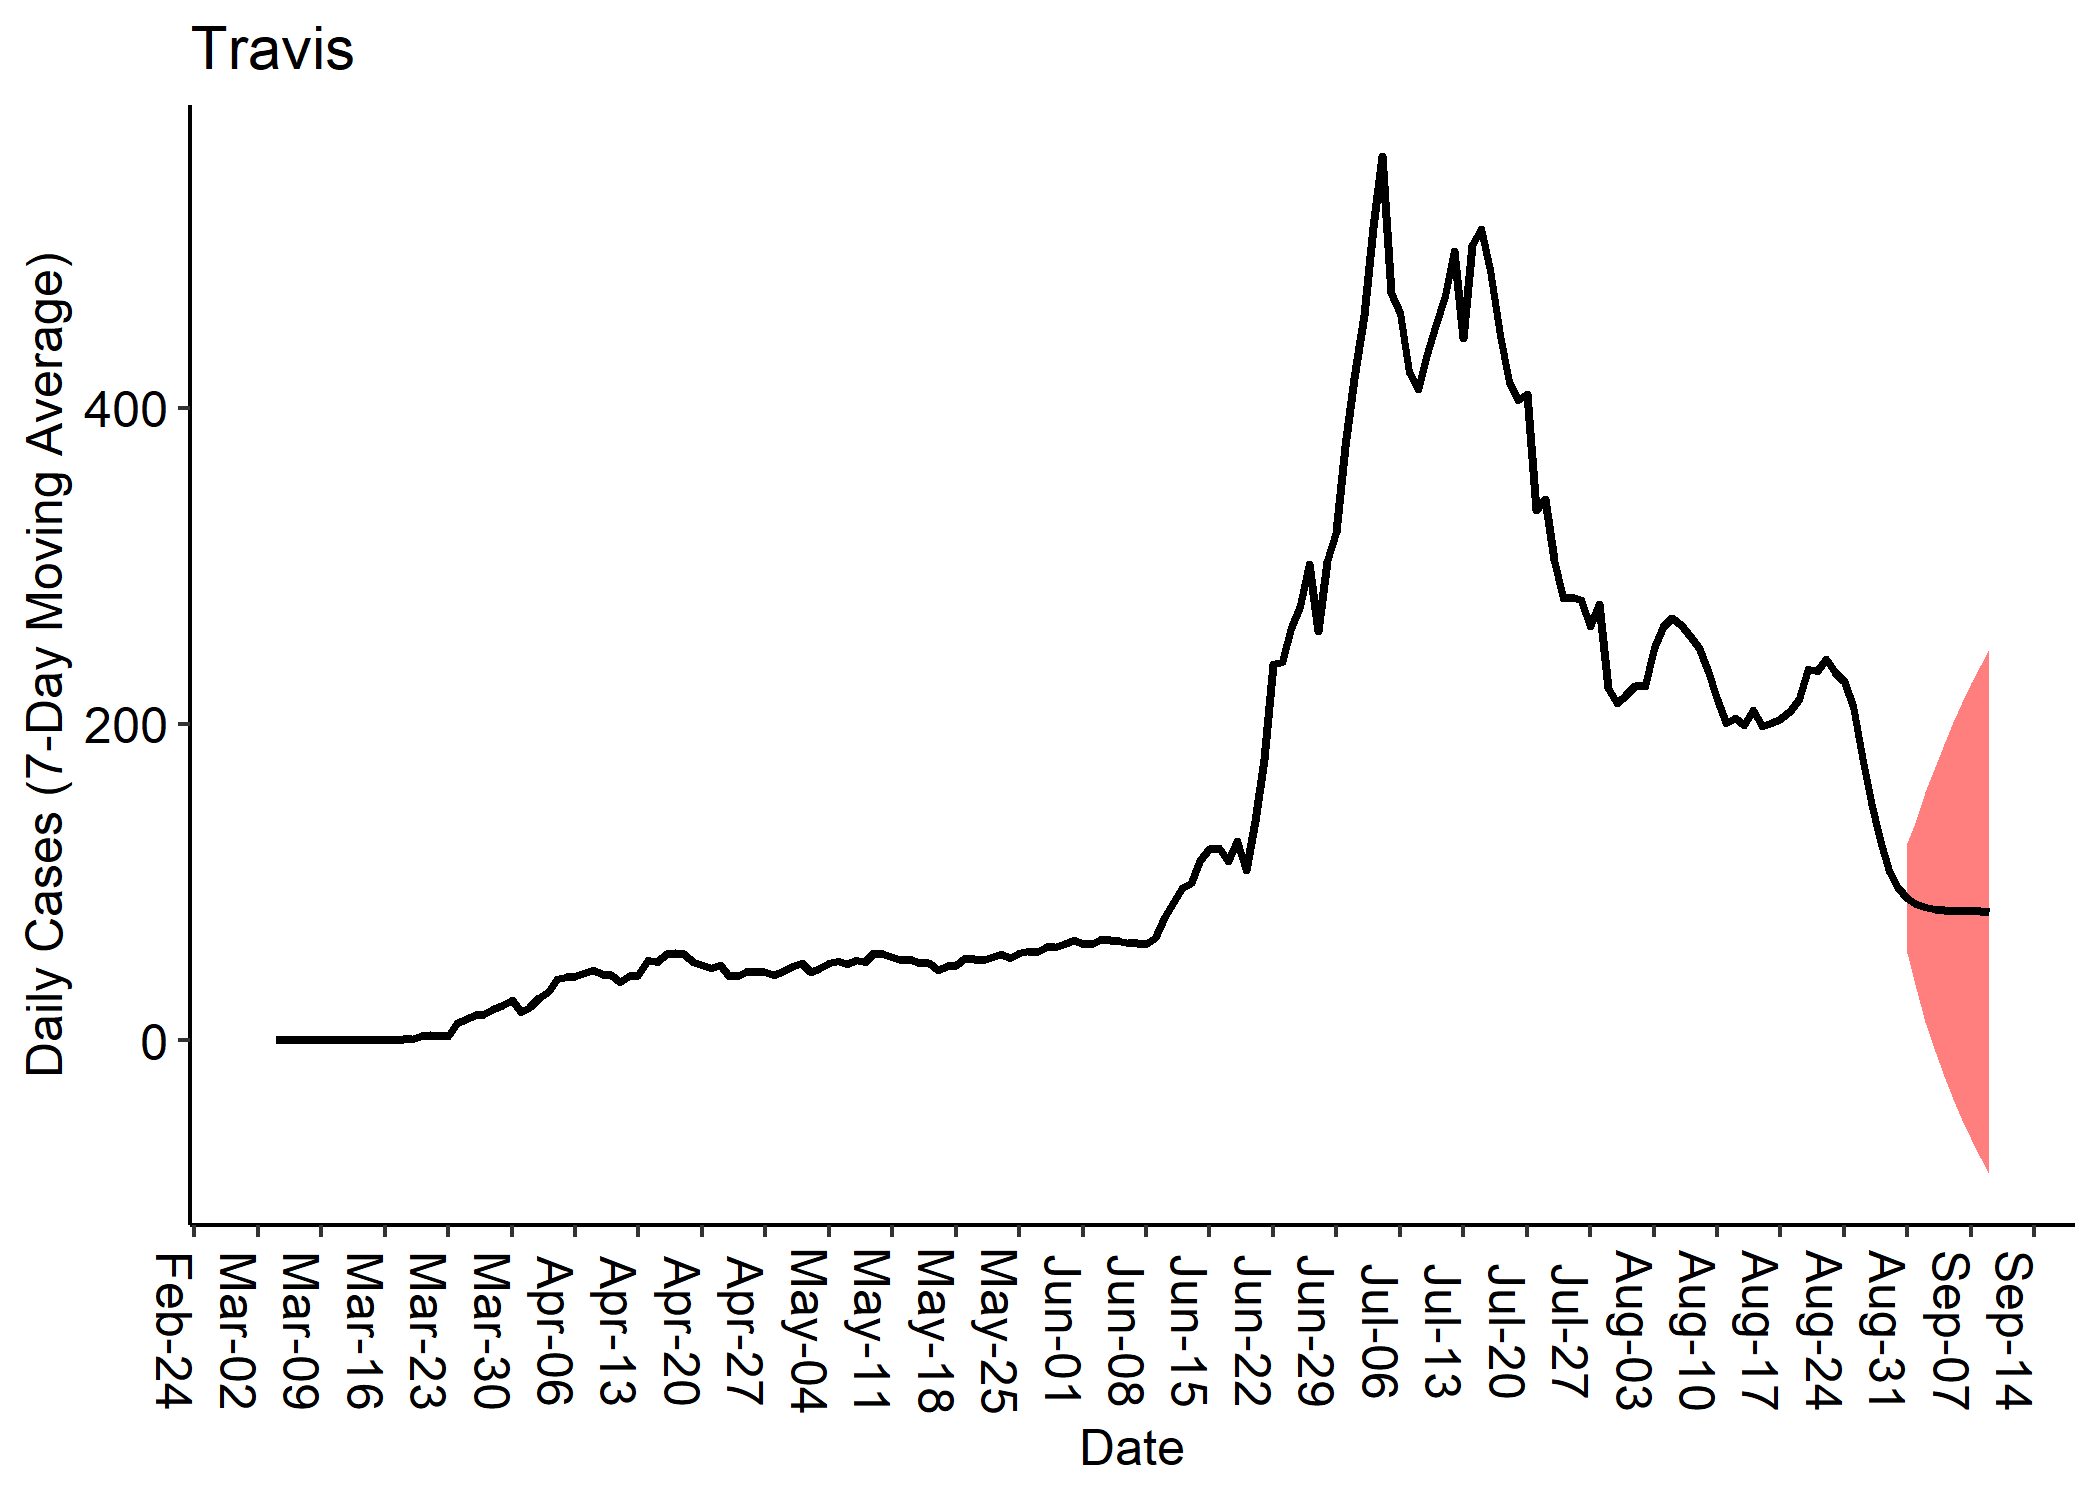 Travis
Daily Cases (7-Day Moving Average)
400
200
0
Feb-24
Mar-02
Mar-09
Mar-16
Mar-23
Mar-30
Apr-06
Apr-13
Apr-20
Apr-27
May-04
May-11
May-18
May-25
Jun-01
Jun-08
Jun-15
Jun-22
Jun-29
Jul-06
Jul-13
Jul-20
Jul-27
Aug-03
Aug-10
Aug-17
Aug-24
Aug-31
Sep-07
Sep-14
Date